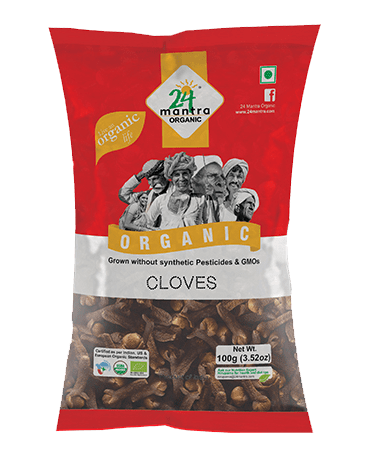 24
mantra
ORGANIC
24 Mantra Organic
www.24mantra.com
organic
life
ORGANIC
Grown without synthetic Pesticides & GMOs
CLOVES
Net Wt.
100g (3.52oz)
Certified as per Indian, US &
European Organic Standards